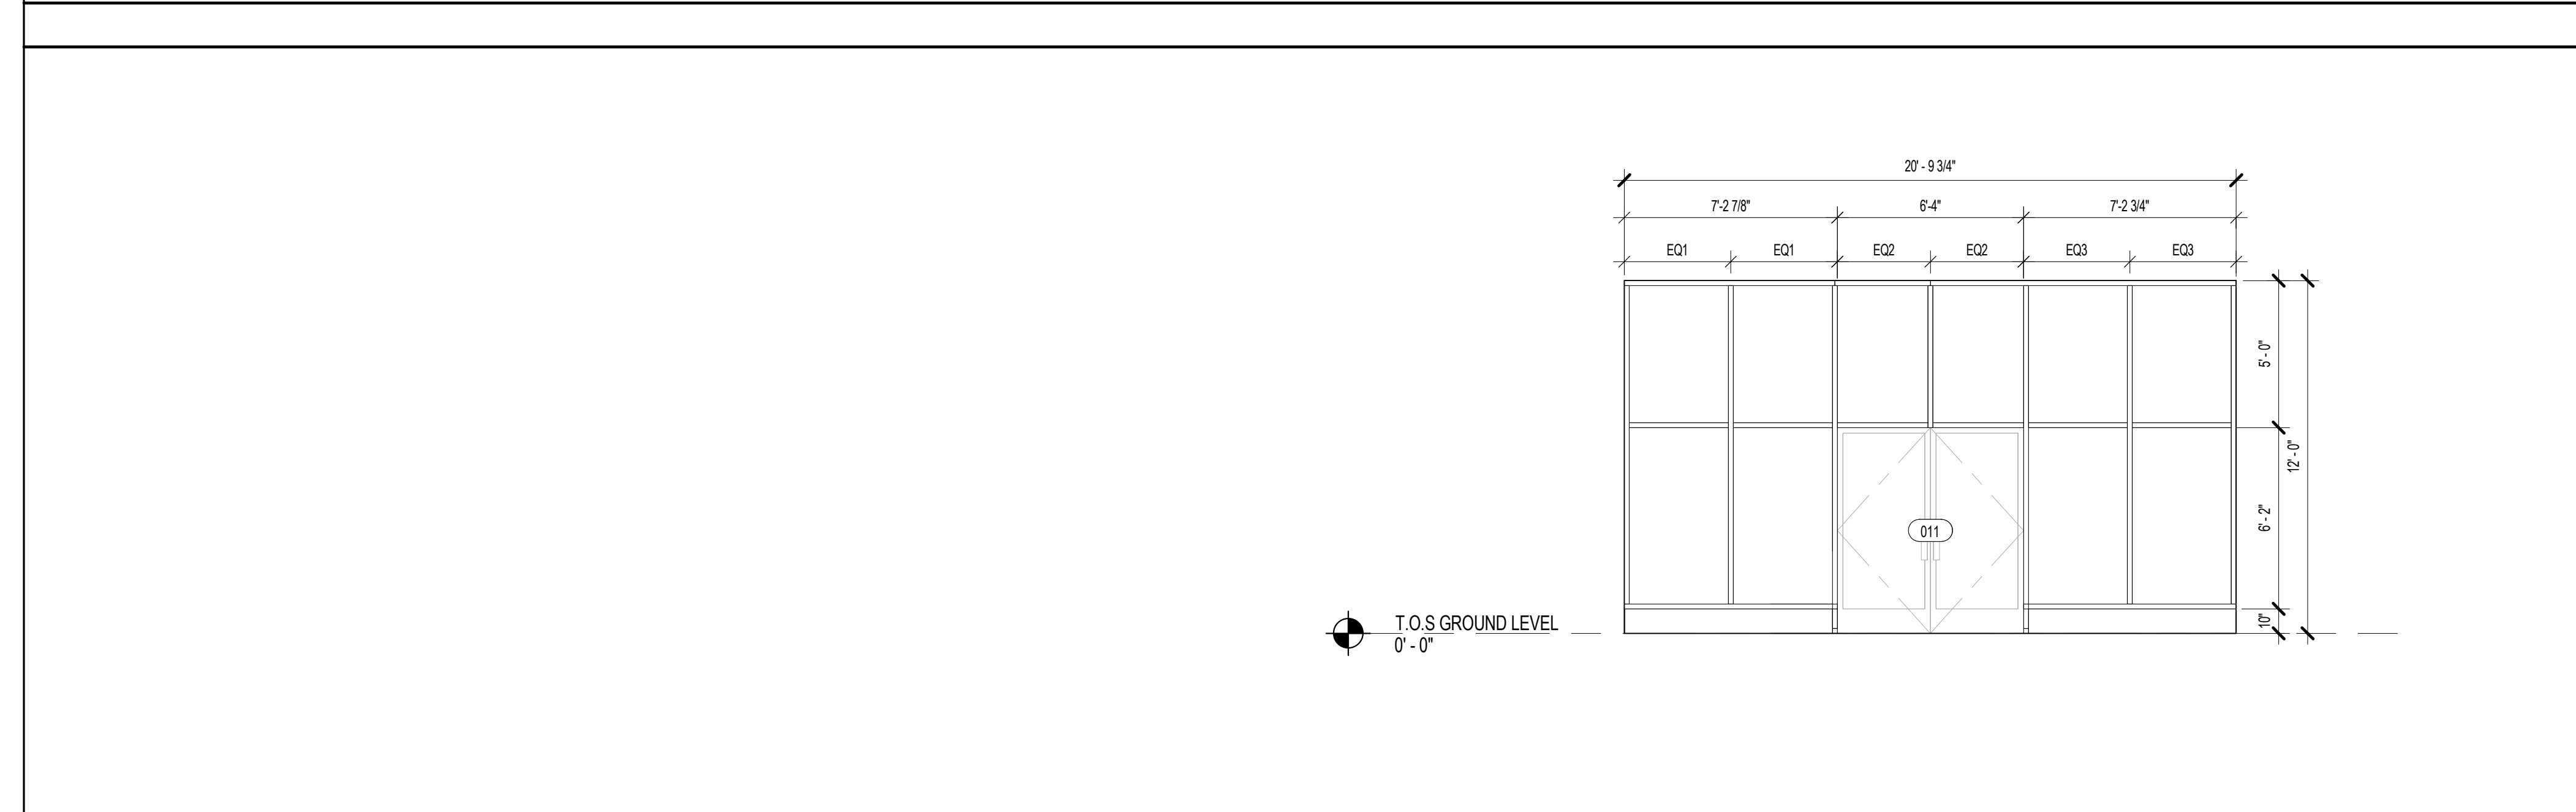 20' - 9 3/4"
7'-2 7/8" 6'-4" 7'-2 3/4"
EQ1 EQ1 EQ2 EQ2 EQ3 EQ3
5' - 0"
12' - 0"
6' - 2"
011
10"
T.O.S GROUND LEVEL
0' - 0"